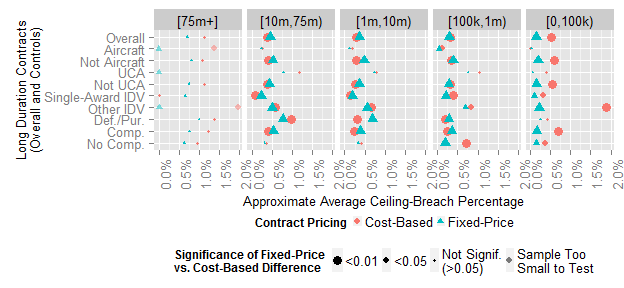 [75m+] [10m,75m) [1m,10m) [100k,1m) [0,100k)
Long Duration Contracts
(Overall and Controls)
Overall
Aircraft
Not Aircraft
UCA
Not UCA
Single-Award IDV
Other IDV
Def./Pur.
Comp.
No Comp.
0.0% 0.5% 1.0% 1.5% 2.0% 0.0% 0.5% 1.0% 1.5% 2.0% 0.0% 0.5% 1.0% 1.5% 2.0% 0.0% 0.5% 1.0% 1.5% 2.0% 0.0% 0.5% 1.0% 1.5% 2.0%
Approximate Average Ceiling-Breach Percentage
Contract Pricing Cost-Based Fixed-Price
Significance of Fixed-Price
vs. Cost-Based Difference
<0.01 <0.05 Not Signif.
(>0.05)
Sample Too
Small to Test